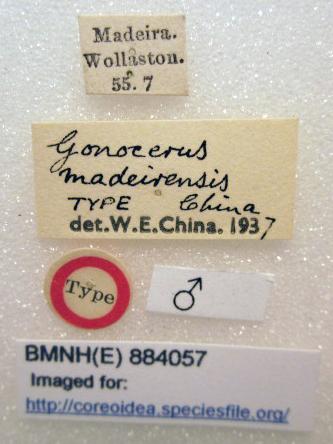 Madeira.
Wollaston.
55.7
Gonocerus
madeirensis
TYPE China
det.W.E.China. 1937
Type
♂
BMNH(E) 884057
Imaged for:
http://coreoidea.speciesfile.org/